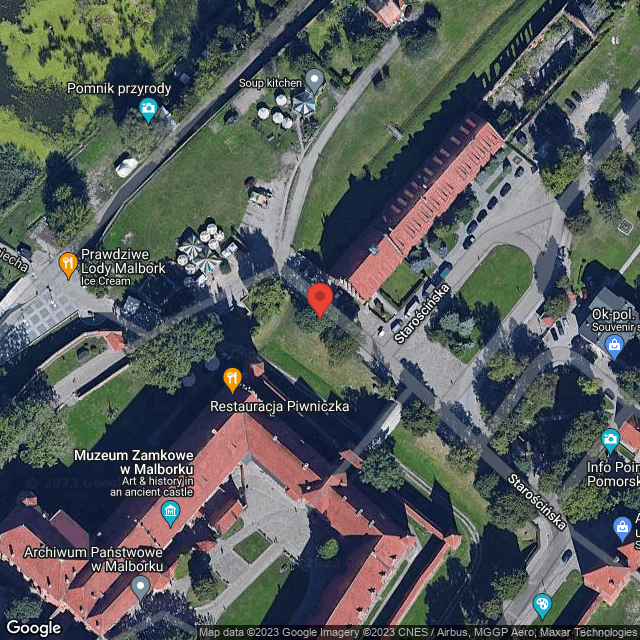 Pomnik przyrody
Soup kitchen
Prawdziwe
Lody Malbork
Ice Cream
Starościńska
Ok-pol.
Souvenir s
Restauracja Piwniczka
Muzeum Zamkowe
w Malborku
Art & history in
an ancient castle
Info Poin
Pomorsk
Starościńska
Archiwum Państwowe
w Malborku
Google
Map data ©2023 Google Imagery ©2023 CNES / Airbus, MGGP Aero, Maxar Technologies